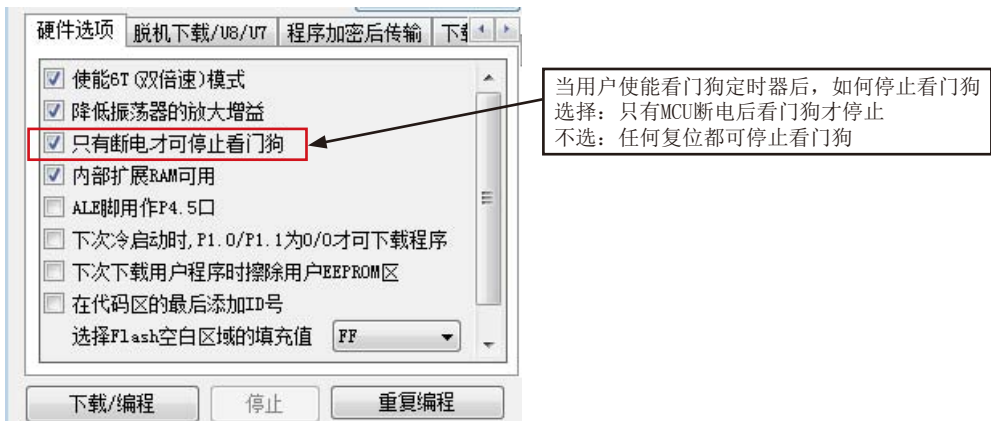 硬件选项 脱机下载/U8/U7 程序加密后传输
使能6T(双倍速)模式
降低振荡器的放大增益
只有断电才可停止看门狗
内部扩展RAM可用
ALE脚用作P4.5口
下次冷启动时,P1.0/P1.1为0/0才可下载程序
下次下载用户程序时擦除用户EEPROM区
在代码区的最后添加ID号
选择Flash空白区域的填充值 FF
下载/编程 停止 重复编程
当用户使能看门狗定时器后，如何停止看门狗
选择：只有MCU断电后看门狗才停止
不选：任何复位都可停止看门狗